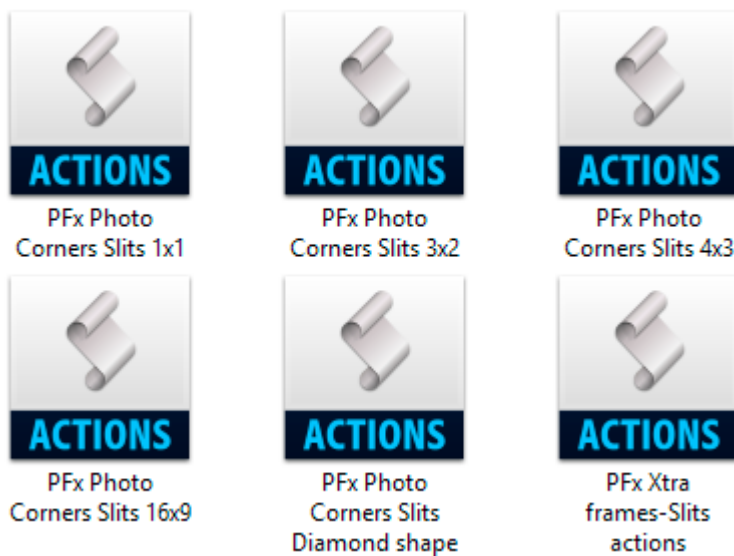 ACTIONS
ACTIONS
ACTIONS
PFx Photo
Corners Slits 1x1
PFx Photo
Corners Slits 3x2
PFx Photo
Corners Slits 4x3
ACTIONS
ACTIONS
ACTIONS
PFx Photo
Corners Slits 16x9
PFx Photo
Corners Slits
Diamond shape
PFx Xtra
frames-Slits
actions